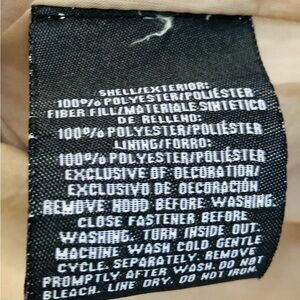 SHELL/EXTERIOR:
100% POLYESTER/POLIÉSTER
FIBER FILL/MATERIALE SINTETICO
DE RELLENO:
100% POLYESTER/POLIÉSTER
LINING/FORRO:
100% POLYESTER/POLIÉSTER
EXCLUSIVE OF DECORATION/
EXCLUSIVO DE DECORACIÓN
REMOVE HOOD BEFORE WASHING.
CLOSE FASTENER BEFORE
WASHING. TURN INSIDE OUT.
MACHINE WASH COLD GENTLE
CYCLE. SEPARATELY. REMOVE
PROMPTLY AFTER WASH. DO NOT
BLEACH. LINE DRY. DO NOT IRON.